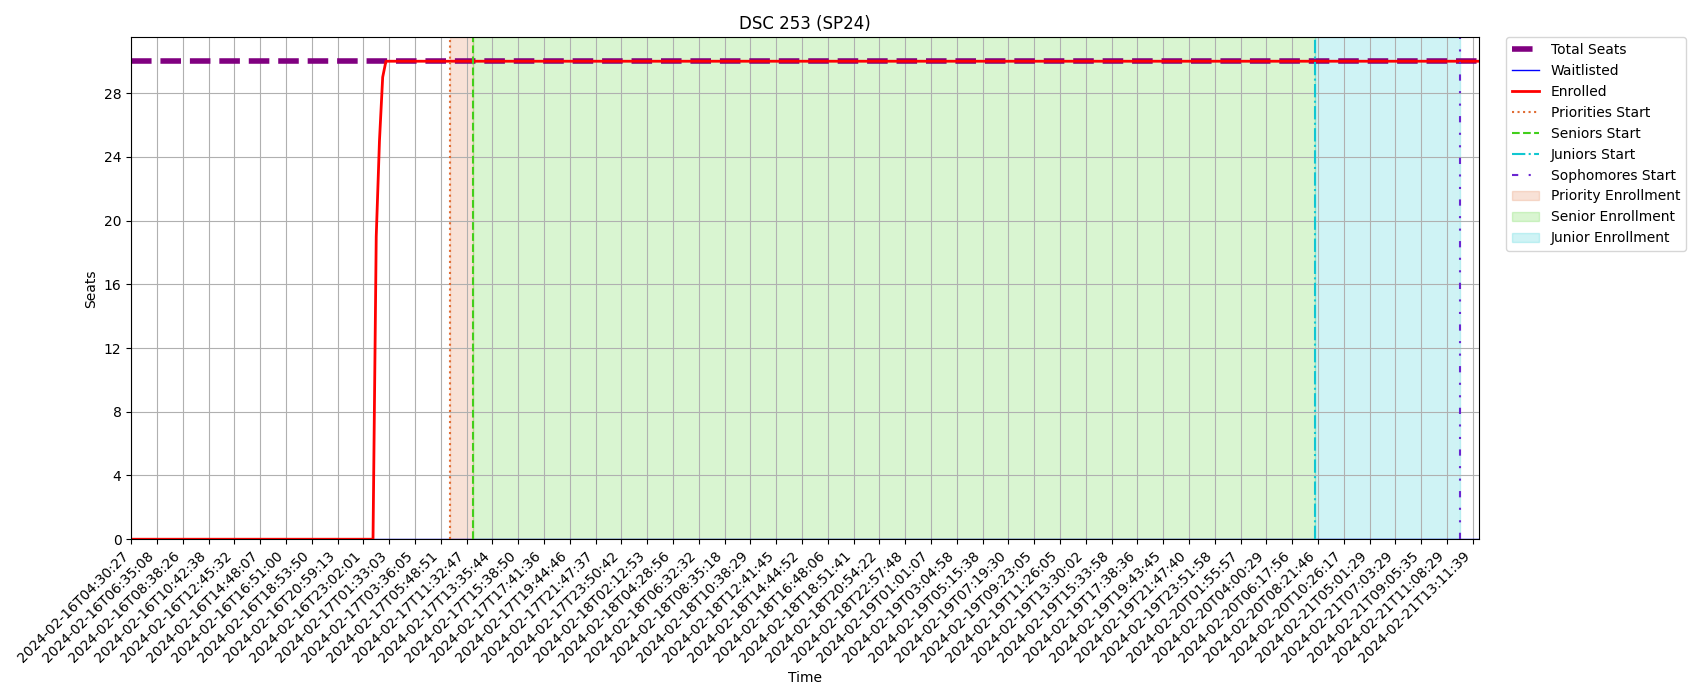 DSC 253 (SP24)
Total Seats
Waitlisted
Enrolled
Priorities Start
Seniors Start
Juniors Start
Sophomores Start
Priority Enrollment
Senior Enrollment
Junior Enrollment
Seats
28
24
20
16
12
8
4
0
2024-02-16T04:30:27
2024-02-16T06:35:08
2024-02-16T08:38:26
2024-02-16T10:42:38
2024-02-16T12:45:32
2024-02-16T14:48:07
2024-02-16T16:51:00
2024-02-16T18:53:50
2024-02-16T20:59:13
2024-02-16T23:02:01
2024-02-17T01:33:03
2024-02-17T03:36:05
2024-02-17T05:48:51
2024-02-17T11:32:47
2024-02-17T13:35:44
2024-02-17T15:38:50
2024-02-17T17:41:36
2024-02-17T19:44:46
2024-02-17T21:47:37
2024-02-17T23:50:42
2024-02-18T02:12:53
2024-02-18T04:28:56
2024-02-18T06:32:32
2024-02-18T08:35:18
2024-02-18T10:38:29
2024-02-18T12:41:45
2024-02-18T14:44:52
2024-02-18T16:48:06
2024-02-18T18:51:41
2024-02-18T20:54:22
2024-02-18T22:57:48
2024-02-19T01:01:07
2024-02-19T03:04:58
2024-02-19T05:15:38
2024-02-19T07:19:30
2024-02-19T09:23:05
2024-02-19T11:26:05
2024-02-19T13:30:02
2024-02-19T15:33:58
2024-02-19T17:38:36
2024-02-19T19:43:45
2024-02-19T21:47:40
2024-02-19T23:51:58
2024-02-20T01:55:57
2024-02-20T04:00:29
2024-02-20T06:17:56
2024-02-20T08:21:46
2024-02-20T10:26:17
2024-02-21T05:01:29
2024-02-21T07:03:29
2024-02-21T09:05:35
2024-02-21T11:08:29
2024-02-21T13:11:39
Time